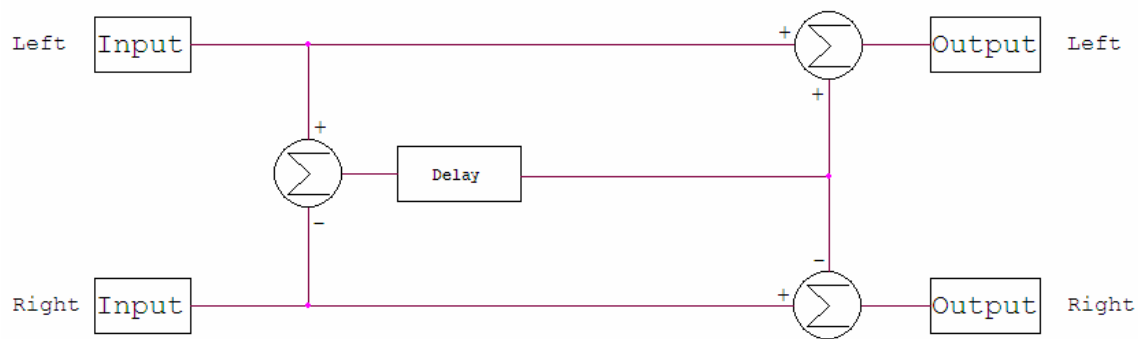 Left Input + Σ Output Left
+
+ Σ Delay
-
-
Right Input + Σ Output Right